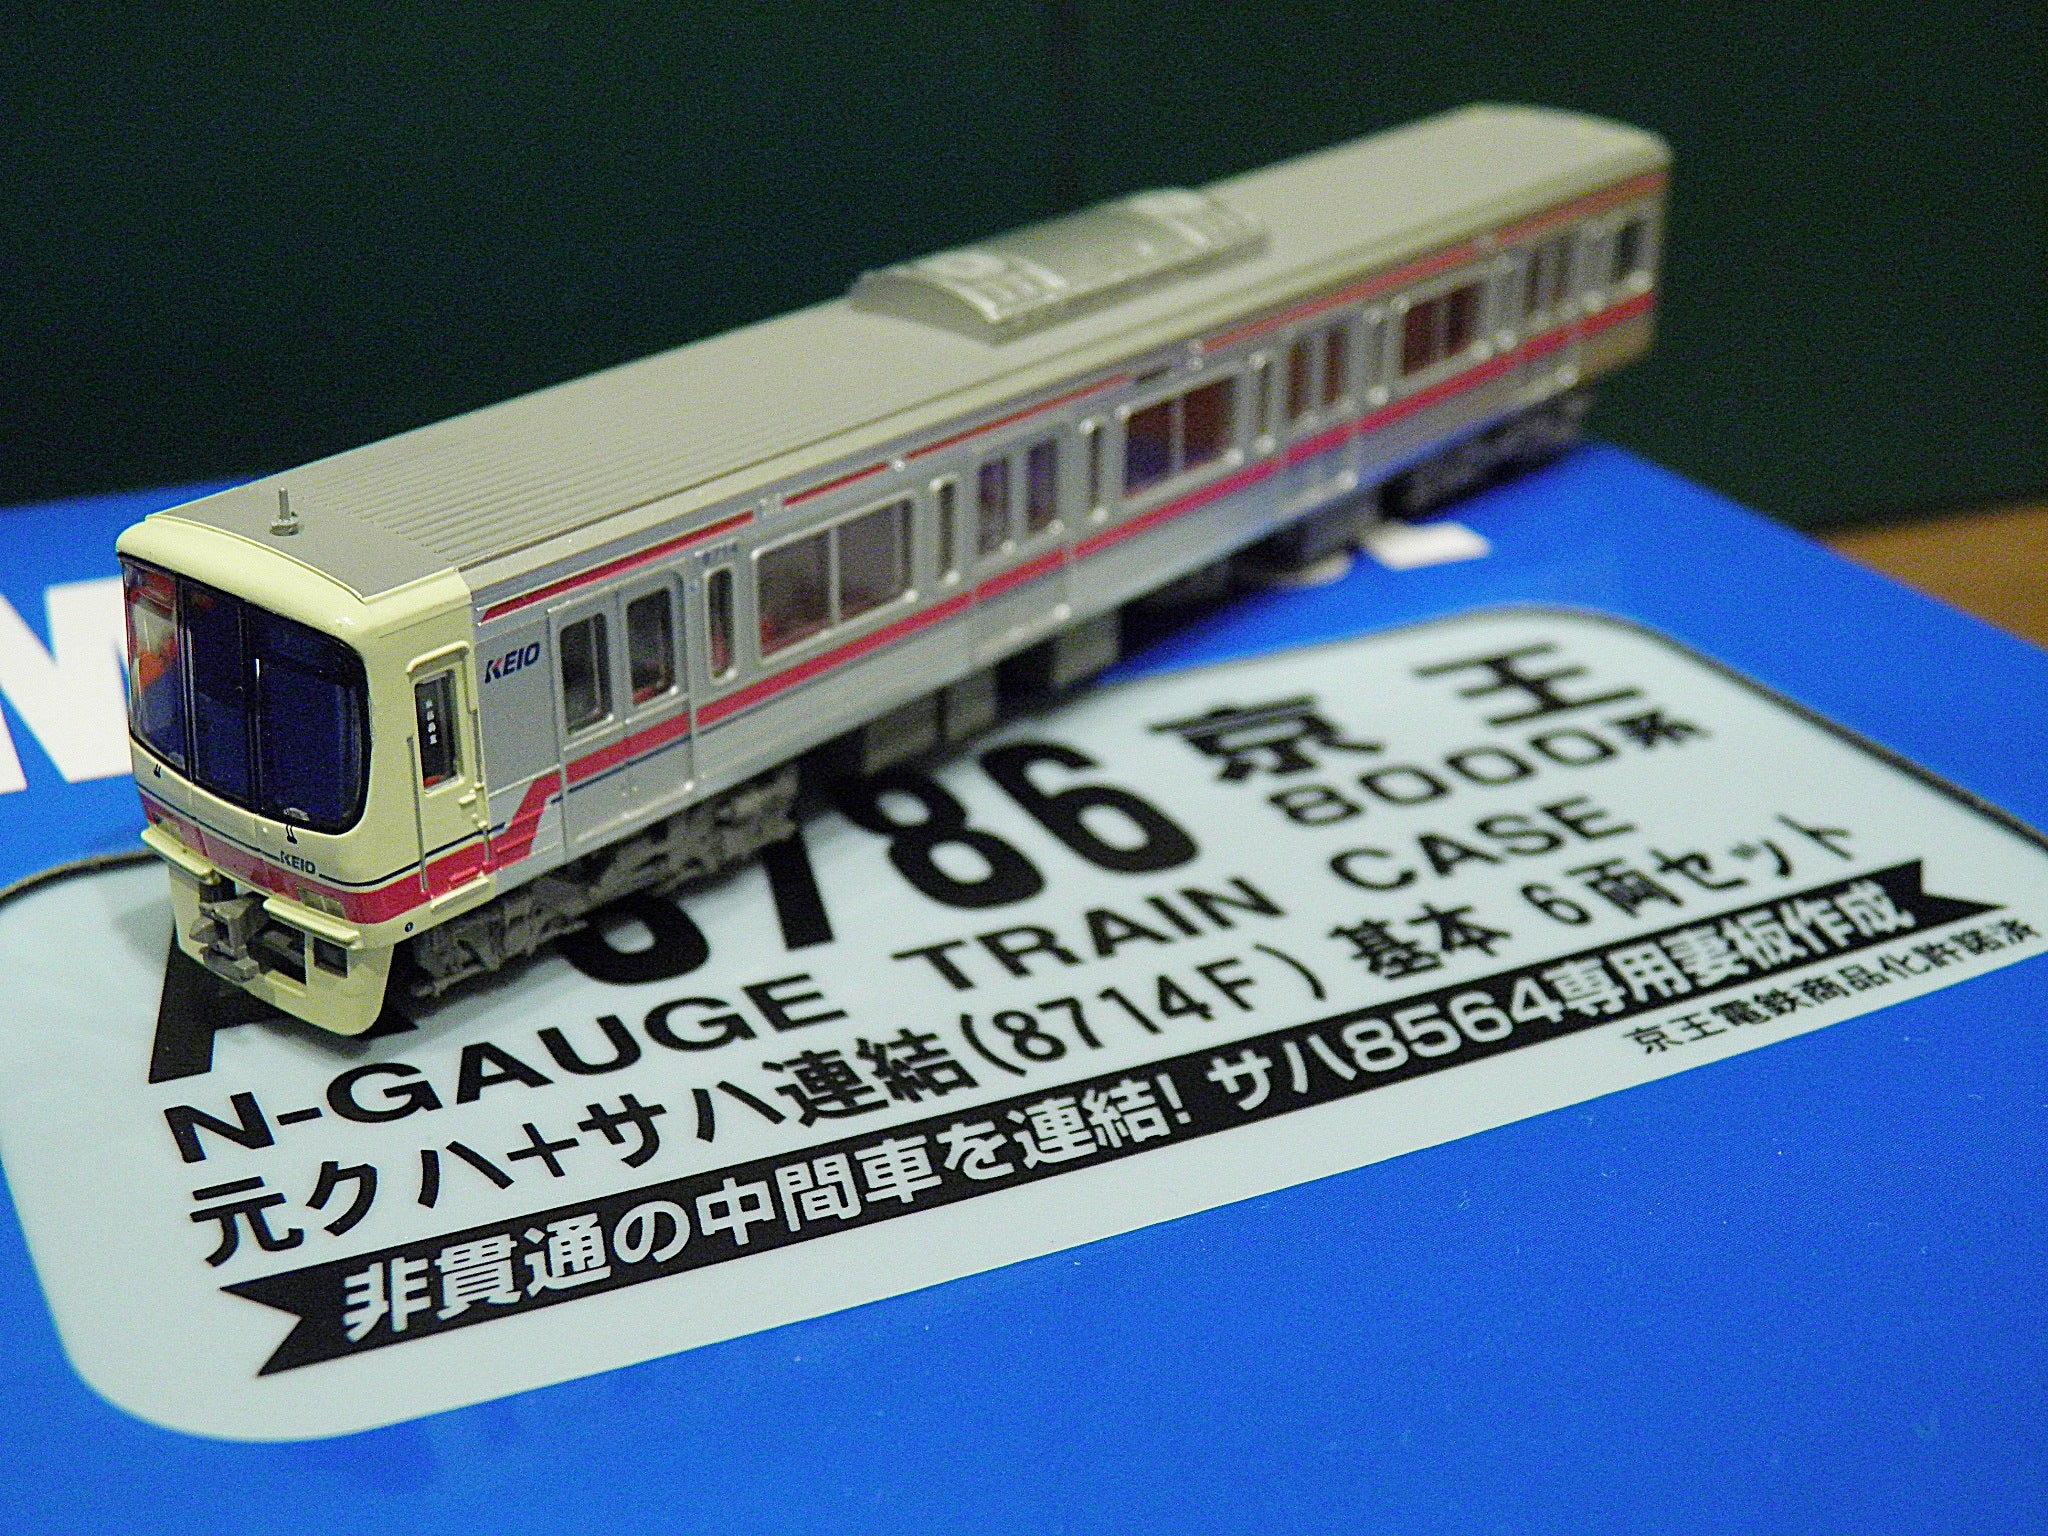 KEIO
KEIO
8714
786
京王
8000系
N-GAUGE TRAIN CASE
元クハ+サハ連結(8714F)基本 6両セット
非貫通の中間車を連結! サハ8564専用妻板作成
京王電鉄商品化許諾済